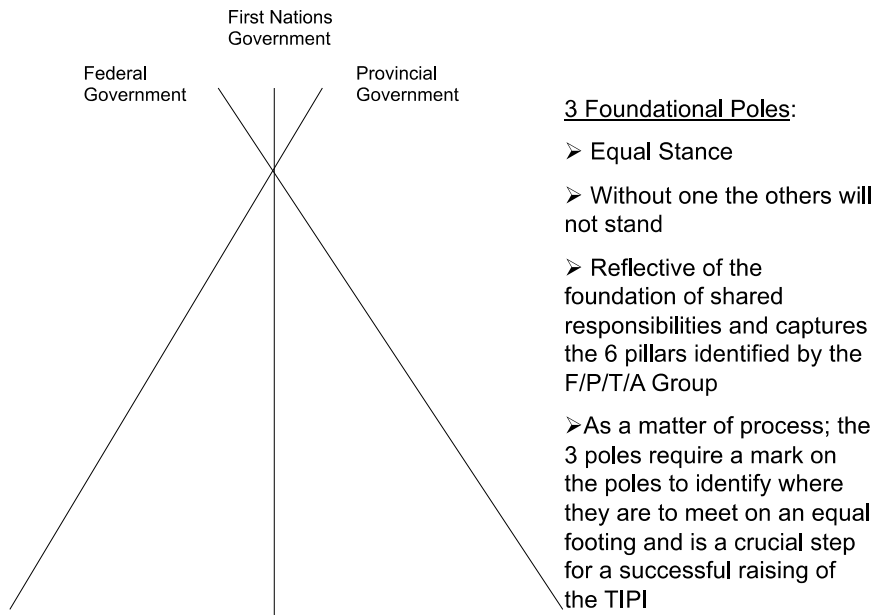 First Nations
Government
Federal
Government
Provincial
Government
3 Foundational Poles:
➢ Equal Stance
➢ Without one the others will
not stand
➢ Reflective of the
foundation of shared
responsibilities and captures
the 6 pillars identified by the
F/P/T/A Group
➢As a matter of process; the
3 poles require a mark on
the poles to identify where
they are to meet on an equal
footing and is a crucial step
for a successful raising of
the TIPI